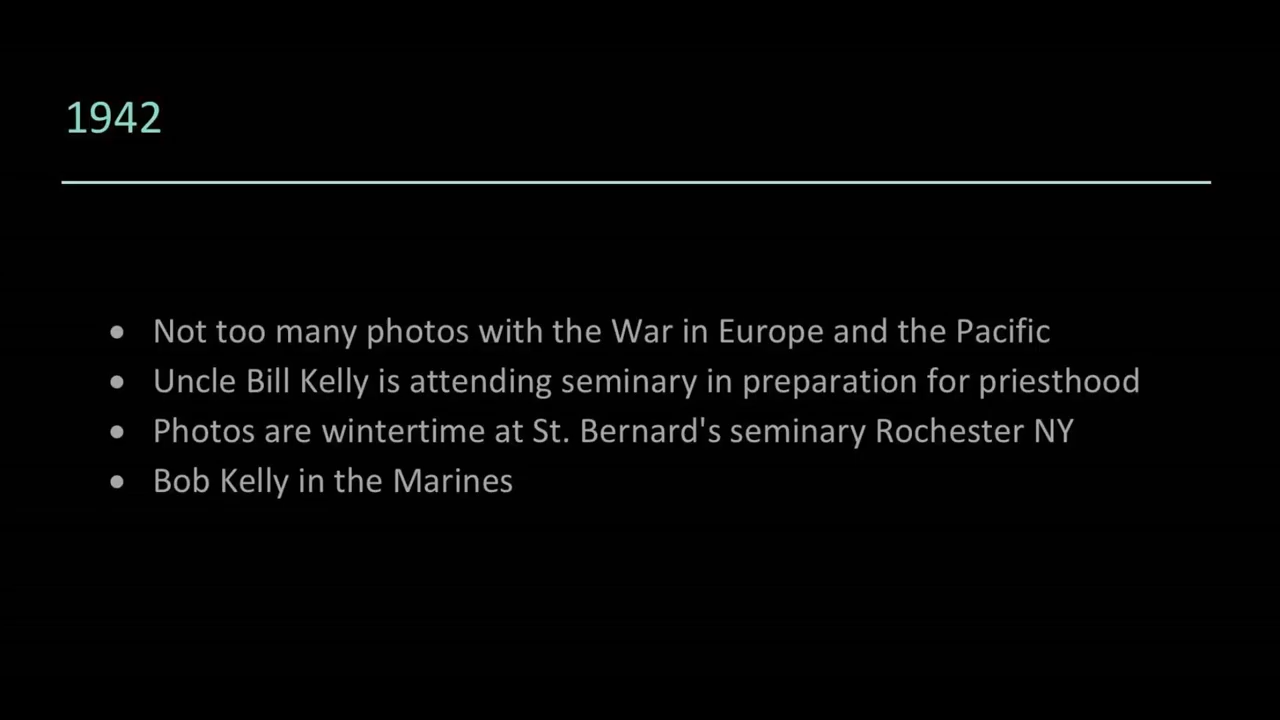 1942
• Not too many photos with the War in Europe and the Pacific
• Uncle Bill Kelly is attending seminary in preparation for priesthood
• Photos are wintertime at St. Bernard's seminary Rochester NY
• Bob Kelly in the Marines